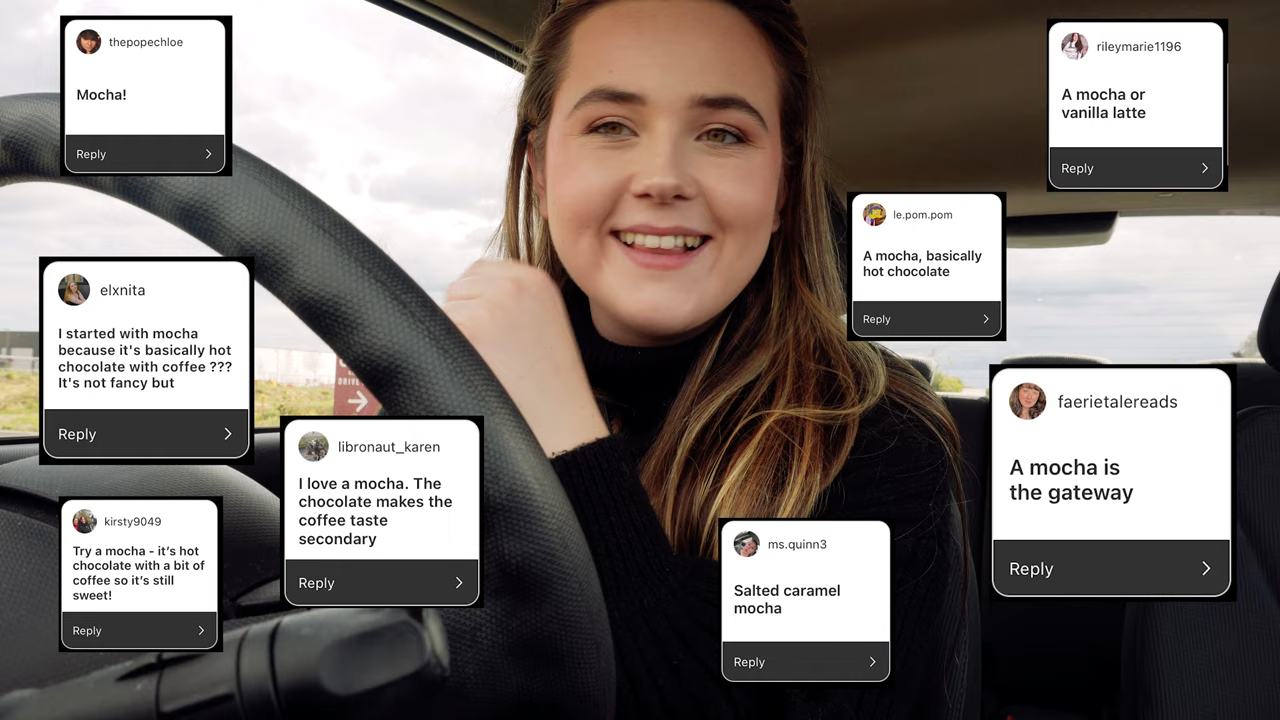 thepopechloe
Mocha!
Reply
rileymarie1196
A mocha or
vanilla latte
Reply
le.pom.pom
A mocha, basically
hot chocolate
Reply
elxnita
I started with mocha
because it's basically hot
chocolate with coffee ???
It's not fancy but
Reply
DRIVE
libronaut_karen
I love a mocha. The
chocolate makes the
coffee taste
secondary
Reply
faerietalereads
A mocha is
the gateway
Reply
kirsty9049
Try a mocha - it's hot
chocolate with a bit of
coffee so it's still
sweet!
Reply
ms.quinn3
Salted caramel
mocha
Reply